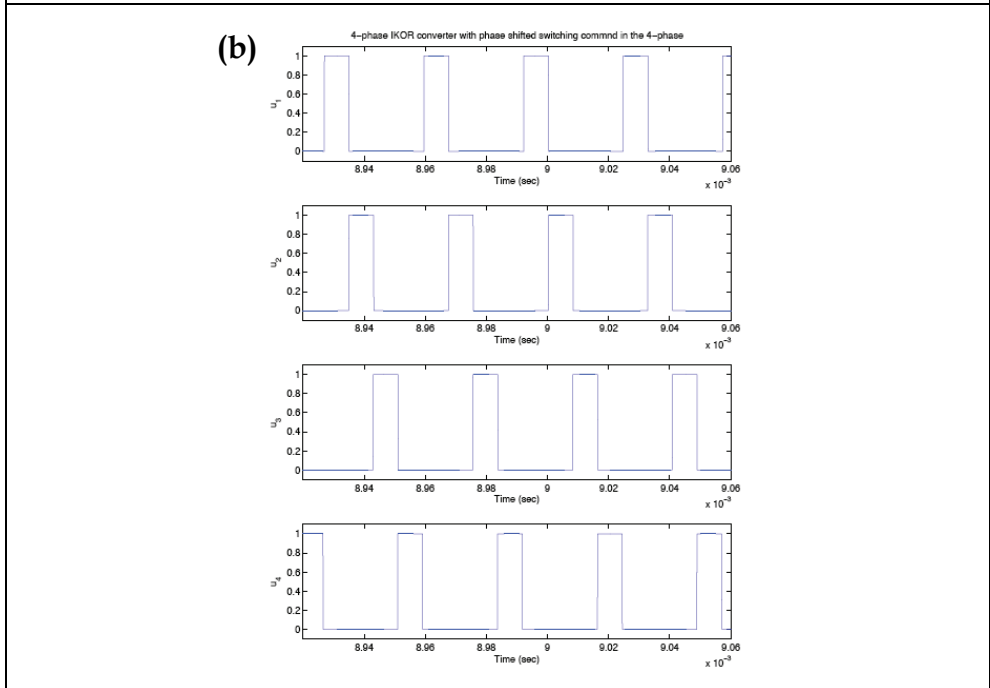 (b)
4-phase IKOR converter with phase shifted switching commnd in the 4-phase
1
0.8
0.6
0.4
0.2
0
u1
8.94 8.96 8.98 9 9.02 9.04 9.06
Time (sec)
x 10^-3
1
0.8
0.6
0.4
0.2
0
u2
8.94 8.96 8.98 9 9.02 9.04 9.06
Time (sec)
x 10^-3
1
0.8
0.6
0.4
0.2
0
u3
8.94 8.96 8.98 9 9.02 9.04 9.06
Time (sec)
x 10^-3
1
0.8
0.6
0.4
0.2
0
u4
8.94 8.96 8.98 9 9.02 9.04 9.06
Time (sec)
x 10^-3